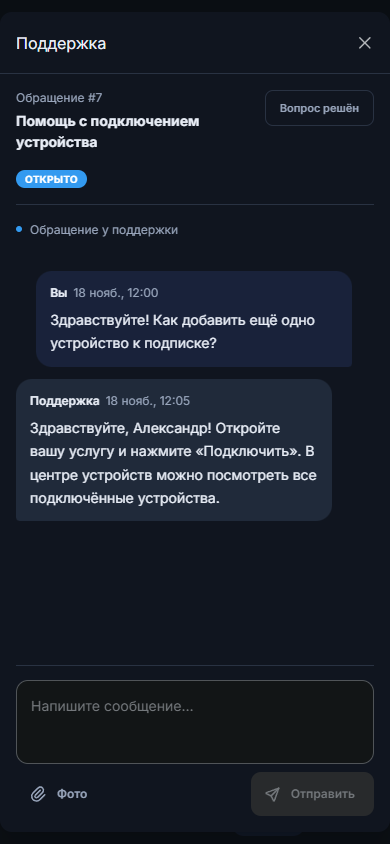 Поддержка
Обращение #7
Помощь с подключением
устройства
Вопрос решён
ОТКРЫТО
Обращение у поддержки
Вы 18 нояб., 12:00
Здравствуйте! Как добавить ещё одно
устройство к подписке?
Поддержка 18 нояб., 12:05
Здравствуйте, Александр! Откройте
вашу услугу и нажмите «Подключить». В
центре устройств можно посмотреть все
подключённые устройства.
Напишите сообщение...
Фото
Отправить